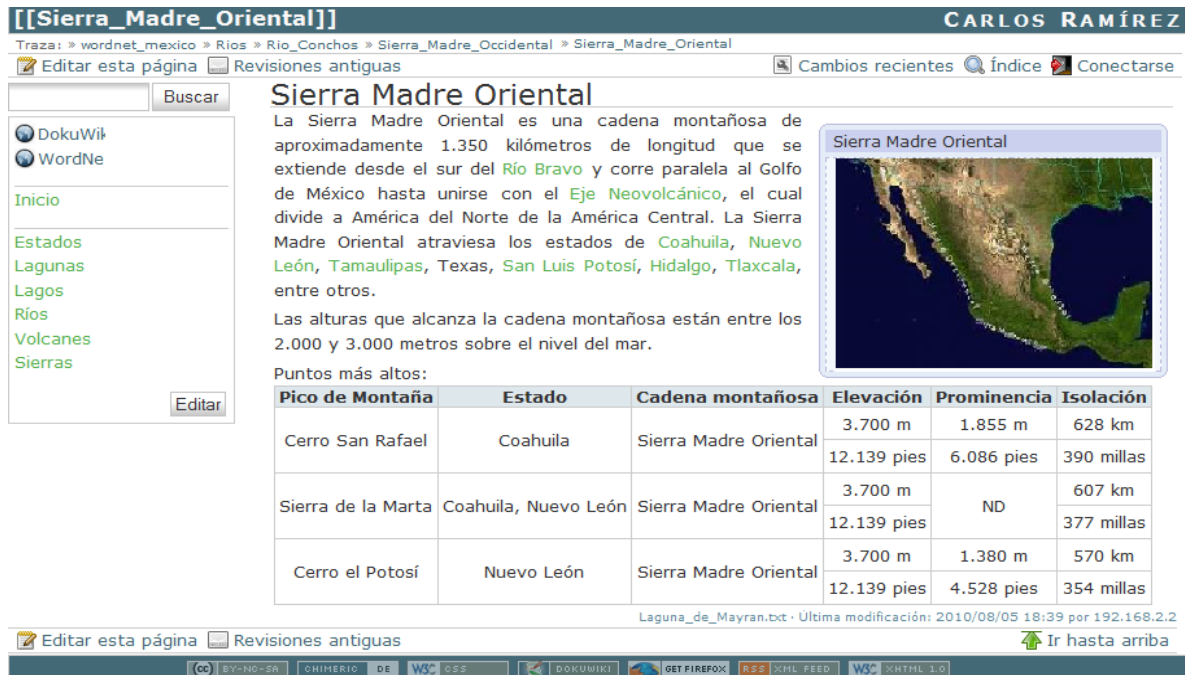 [[Sierra_Madre_Oriental]] CARLOS RAMÍREZ
Traza: » wordnet_mexico » Rios » Rio_Conchos » Sierra_Madre_Occidental » Sierra_Madre_Oriental
Editar esta página Revisiones antiguas Cambios recientes Índice Conectarse
Buscar
DokuWik
WordNe
Inicio
Estados
Lagunas
Lagos
Ríos
Volcanes
Sierras
Editar
Sierra Madre Oriental
La Sierra Madre Oriental es una cadena montañosa de
aproximadamente 1.350 kilómetros de longitud que se
extiende desde el sur del Río Bravo y corre paralela al Golfo
de México hasta unirse con el Eje Neovolcánico, el cual
divide a América del Norte de la América Central. La Sierra
Madre Oriental atraviesa los estados de Coahuila, Nuevo
León, Tamaulipas, Texas, San Luis Potosí, Hidalgo, Tlaxcala,
entre otros.
Las alturas que alcanza la cadena montañosa están entre los
2.000 y 3.000 metros sobre el nivel del mar.
Sierra Madre Oriental
Puntos más altos:
Pico de Montaña Estado Cadena montañosa Elevación Prominencia Isolación
Cerro San Rafael Coahuila Sierra Madre Oriental 3.700 m 1.855 m 628 km
12.139 pies 6.086 pies 390 millas
Sierra de la Marta Coahuila, Nuevo León Sierra Madre Oriental 3.700 m ND 607 km
12.139 pies 377 millas
Cerro el Potosí Nuevo León Sierra Madre Oriental 3.700 m 1.380 m 570 km
12.139 pies 4.528 pies 354 millas
Laguna_de_Mayran.txt · Última modificación: 2010/08/05 18:39 por 192.168.2.2
Editar esta página Revisiones antiguas Ir hasta arriba
(cc) BY-NC-SA CHIMERIC DE W3C CSS DOKUWIKI GET FIREFOX RSS XML FEED W3C XHTML 1.0